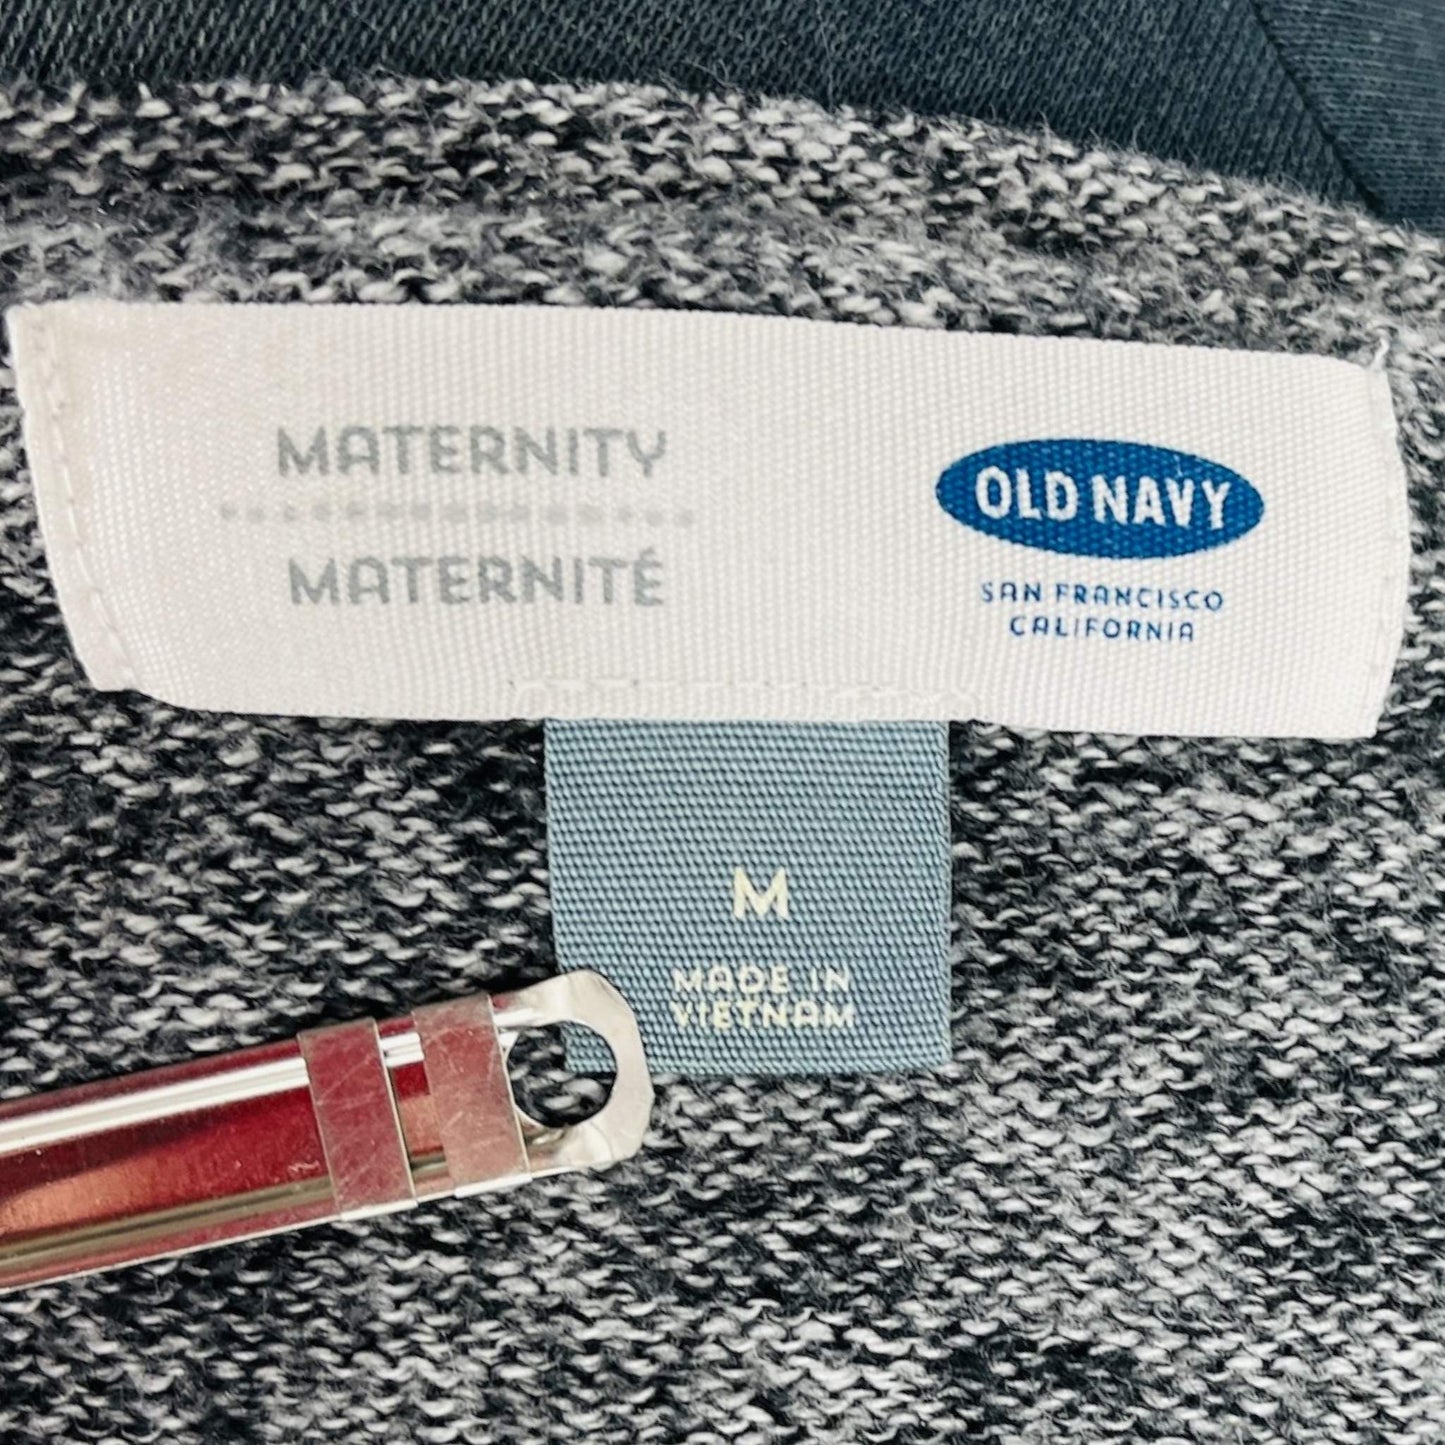 MATERNITY
MATERNITÉ
OLD NAVY
SAN FRANCISCO
CALIFORNIA
M
MADE IN
VIETNAM